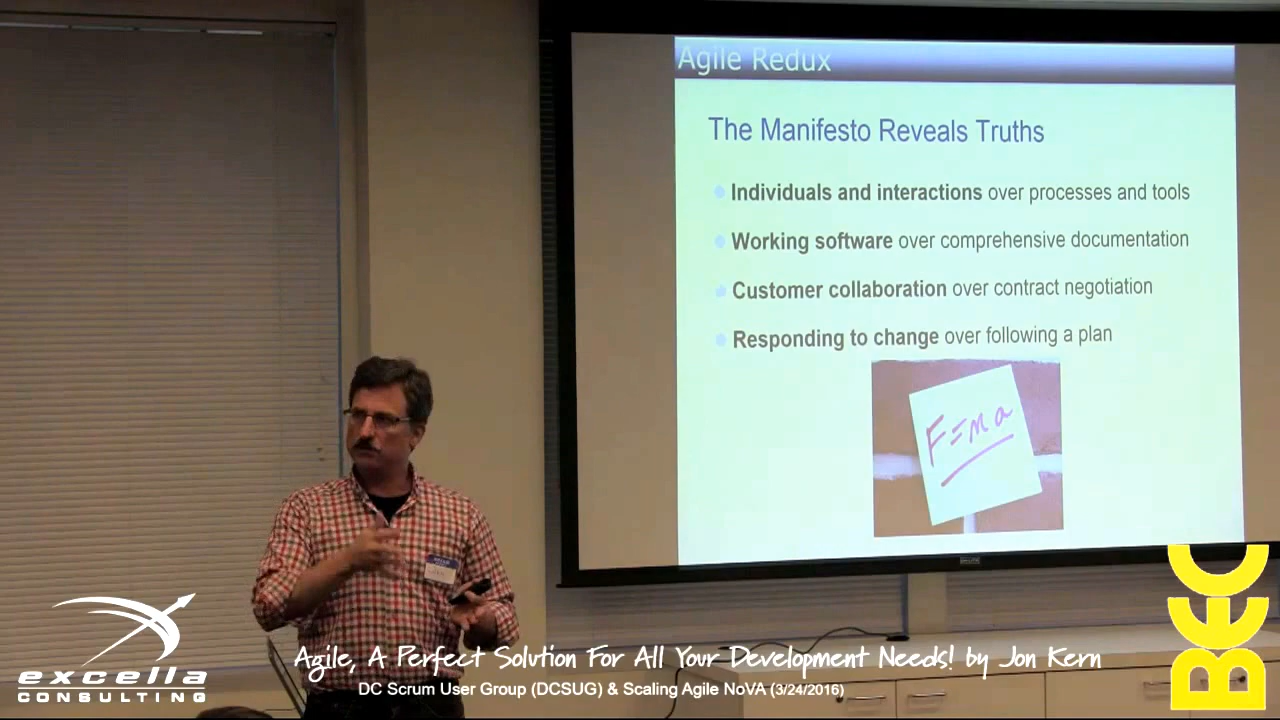 Agile Redux
The Manifesto Reveals Truths
Individuals and interactions over processes and tools
Working software over comprehensive documentation
Customer collaboration over contract negotiation
Responding to change over following a plan
F=ma
excella
CONSULTING
Agile, A Perfect Solution For All Your Development Needs! by Jon Kern
DC Scrum User Group (DCSUG) & Scaling Agile NoVA (3/24/2016)
BEC